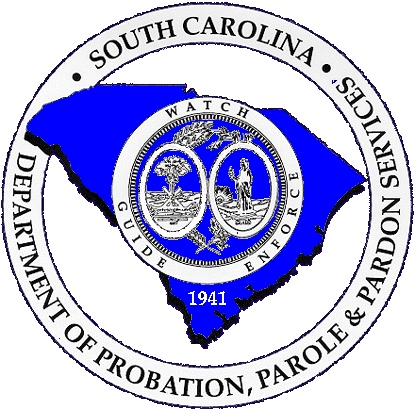 • SOUTH CAROLINA •
DEPARTMENT OF PROBATION, PAROLE & PARDON SERVICES
WATCH
GUIDE
ENFORCE
1941